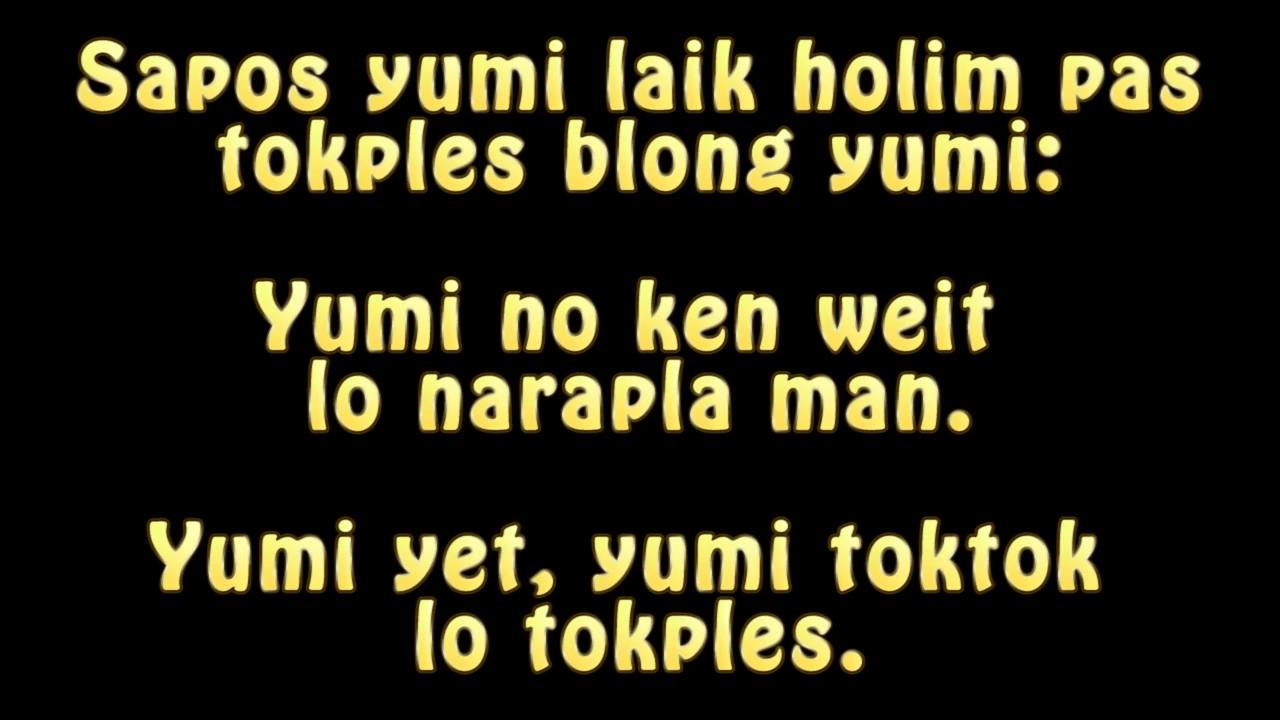 Sapos yumi laik holim pas
tokples blong yumi:
Yumi no ken weit
lo narapla man.
Yumi yet, yumi toktok
lo tokples.